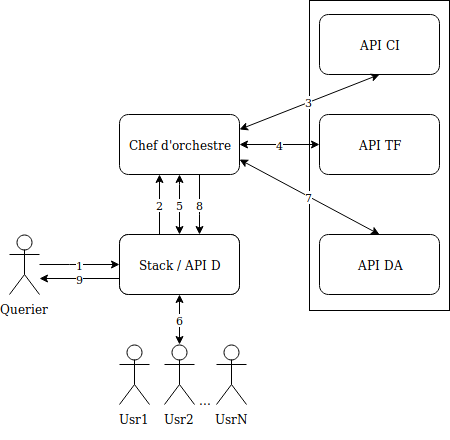 API CI
3
Chef d'orchestre
4
API TF
2
5
8
7
1
Stack / API D
API DA
9
Querier
6
...
Usr1
Usr2
UsrN